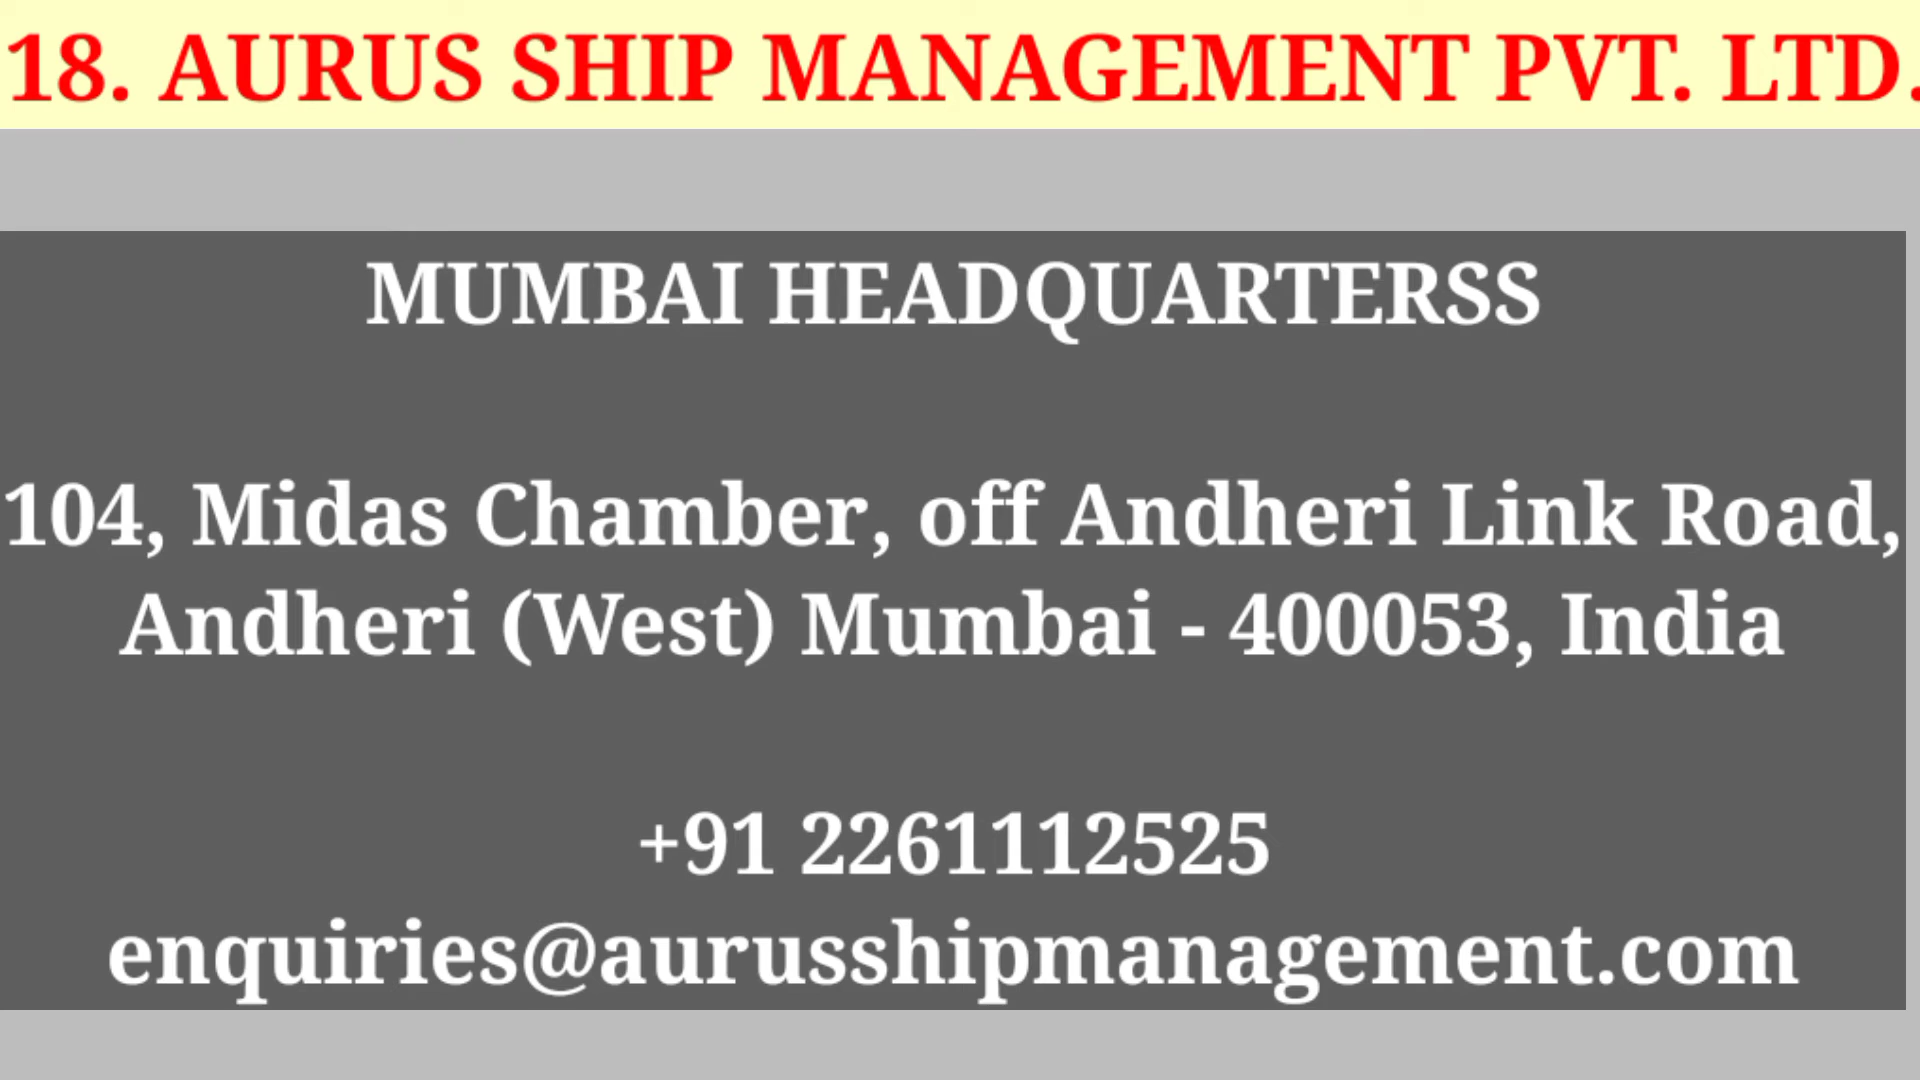 18. AURUS SHIP MANAGEMENT PVT. LTD.
MUMBAI HEADQUARTERSS
104, Midas Chamber, off Andheri Link Road,
Andheri (West) Mumbai - 400053, India
+91 2261112525
enquiries@aurusshipmanagement.com